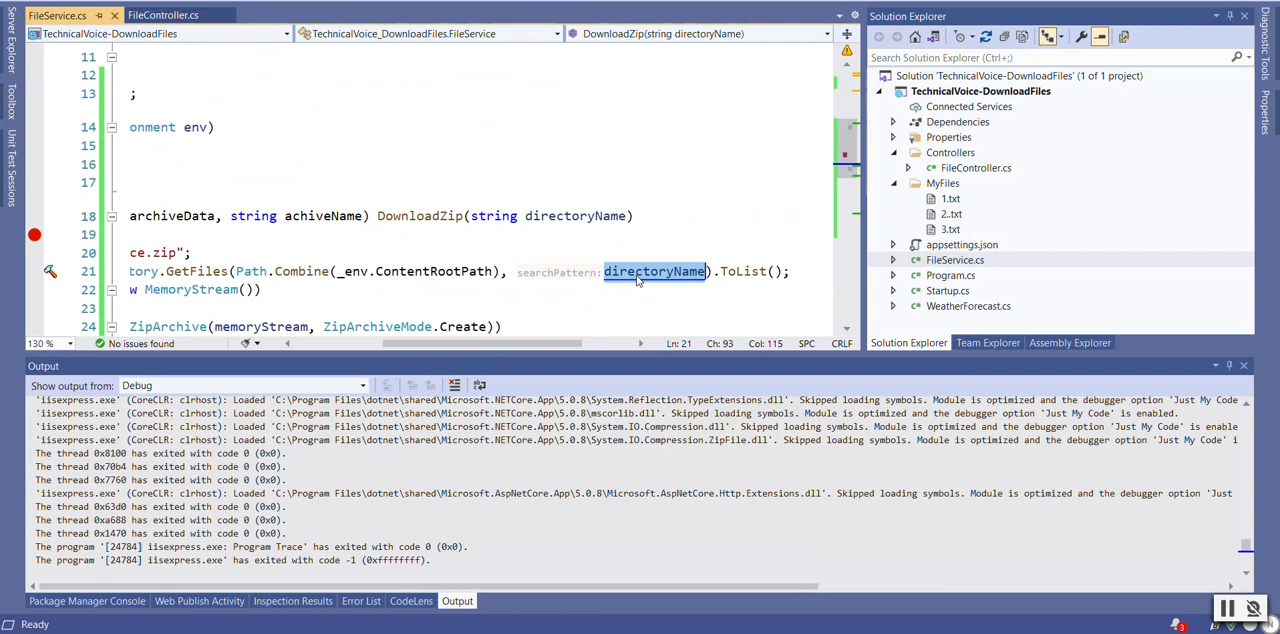 FileService.cs
FileController.cs
TechnicalVoice-DownloadFiles
TechnicalVoice_DownloadFiles.FileService
DownloadZip(string directoryName)
Server Explorer
Toolbox
Unit Test Sessions
11
12
13 ;
14 onment env)
15
16
17
18 archiveData, string achiveName) DownloadZip(string directoryName)
19
20 ce.zip";
21 tory.GetFiles(Path.Combine(_env.ContentRootPath), searchPattern: directoryName).ToList();
22 w MemoryStream())
23
24 ZipArchive(memoryStream, ZipArchiveMode.Create))
130 %
No issues found
Ln: 21 Ch: 93 Col: 115 SPC CRLF
Solution Explorer
Search Solution Explorer (Ctrl+;)
Solution 'TechnicalVoice-DownloadFiles' (1 of 1 project)
TechnicalVoice-DownloadFiles
Connected Services
Dependencies
Properties
Controllers
FileController.cs
MyFiles
1.txt
2..txt
3.txt
appsettings.json
FileService.cs
Program.cs
Startup.cs
WeatherForecast.cs
Solution Explorer Team Explorer Assembly Explorer
Diagnostic Tools
Properties
Output
Show output from: Debug
'iisexpress.exe' (CoreCLR: clrhost): Loaded 'C:\Program Files\dotnet\shared\Microsoft.NETCore.App\5.0.8\System.Reflection.TypeExtensions.dll'. Skipped loading symbols. Module is optimized and the debugger option 'Just My Code
'iisexpress.exe' (CoreCLR: clrhost): Loaded 'C:\Program Files\dotnet\shared\Microsoft.NETCore.App\5.0.8\mscorlib.dll'. Skipped loading symbols. Module is optimized and the debugger option 'Just My Code' is enabled.
'iisexpress.exe' (CoreCLR: clrhost): Loaded 'C:\Program Files\dotnet\shared\Microsoft.NETCore.App\5.0.8\System.IO.Compression.dll'. Skipped loading symbols. Module is optimized and the debugger option 'Just My Code' is enable
'iisexpress.exe' (CoreCLR: clrhost): Loaded 'C:\Program Files\dotnet\shared\Microsoft.NETCore.App\5.0.8\System.IO.Compression.ZipFile.dll'. Skipped loading symbols. Module is optimized and the debugger option 'Just My Code' i
The thread 0x8100 has exited with code 0 (0x0).
The thread 0x70b4 has exited with code 0 (0x0).
The thread 0x7760 has exited with code 0 (0x0).
'iisexpress.exe' (CoreCLR: clrhost): Loaded 'C:\Program Files\dotnet\shared\Microsoft.AspNetCore.App\5.0.8\Microsoft.AspNetCore.Http.Extensions.dll'. Skipped loading symbols. Module is optimized and the debugger option 'Just
The thread 0x63d0 has exited with code 0 (0x0).
The thread 0xa688 has exited with code 0 (0x0).
The thread 0x1470 has exited with code 0 (0x0).
The program '[24784] iisexpress.exe: Program Trace' has exited with code 0 (0x0).
The program '[24784] iisexpress.exe' has exited with code -1 (0xffffffff).
Package Manager Console Web Publish Activity Inspection Results Error List CodeLens Output
Ready
3